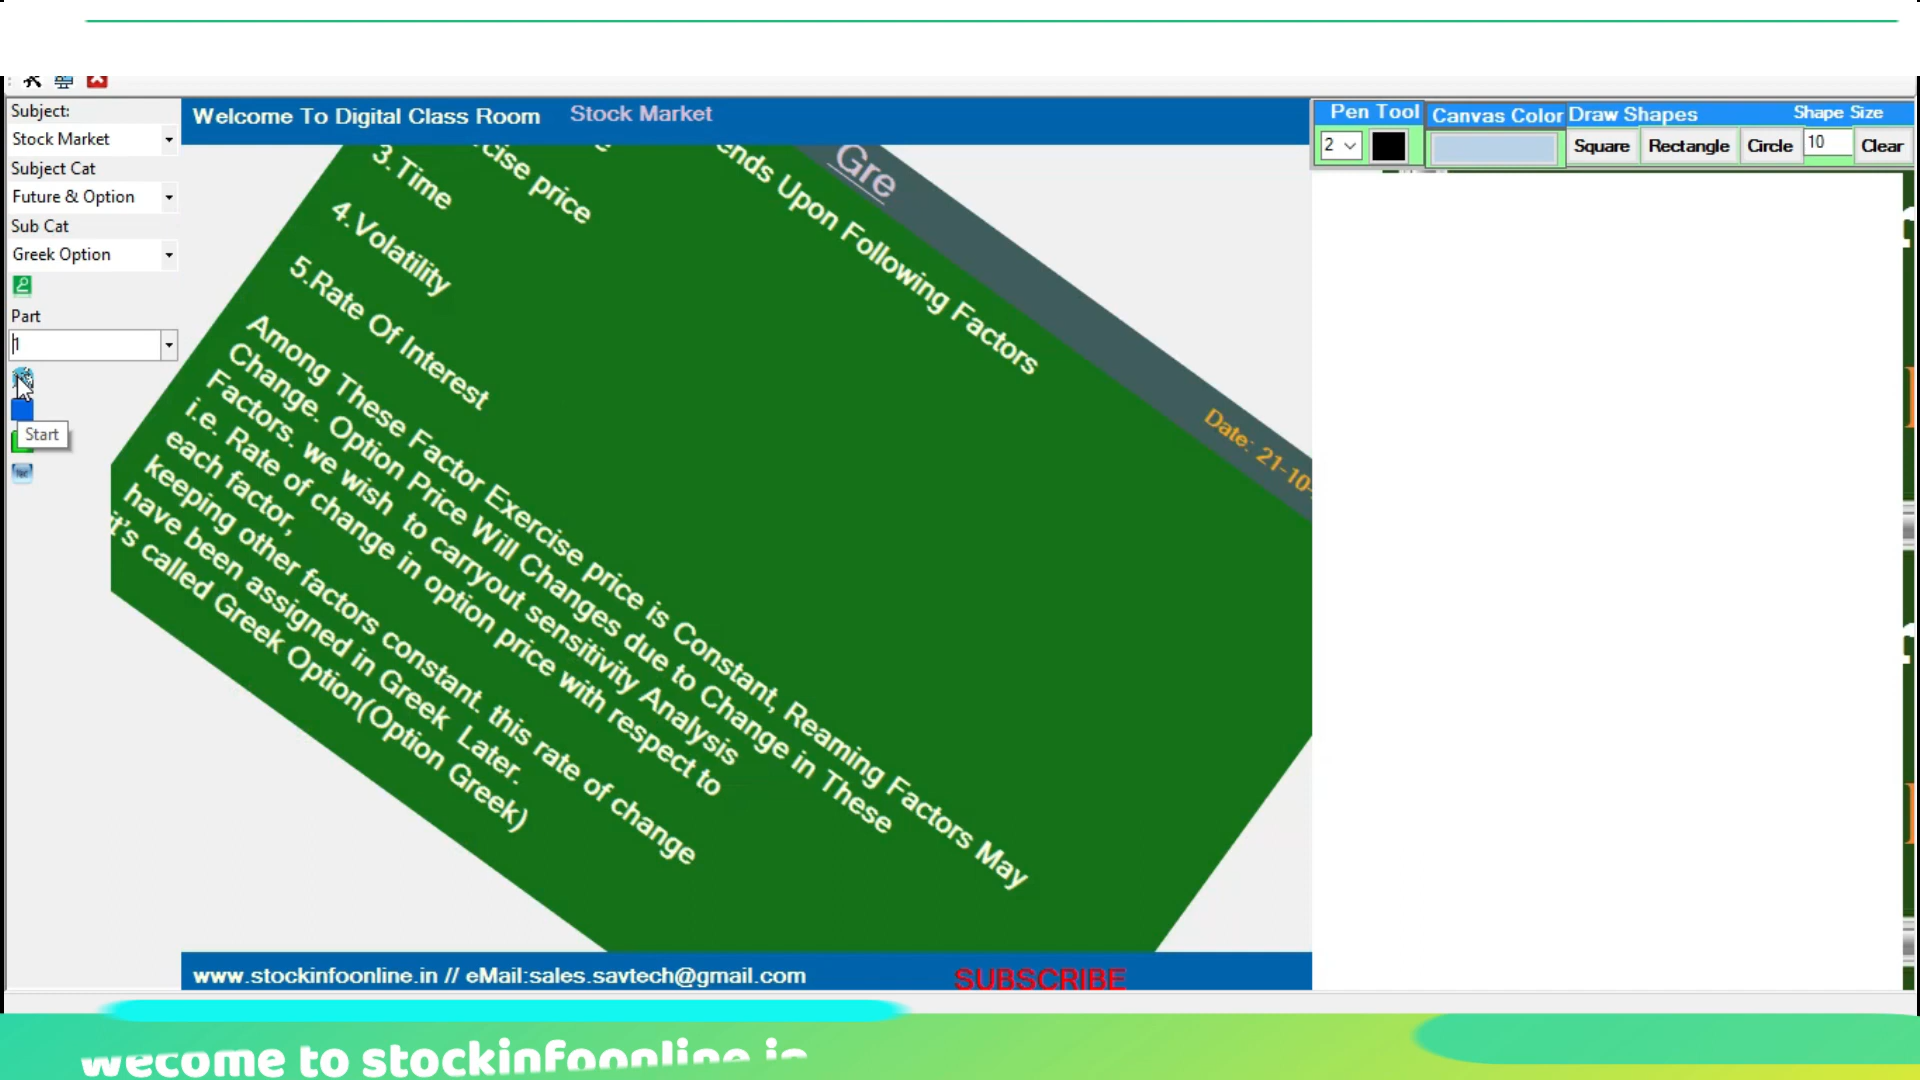 Subject:
Stock Market
Subject Cat
Future & Option
Sub Cat
Greek Option
Part
1
Start
Welcome To Digital Class Room
Stock Market
Gre
ends Upon Following Factors
Date: 21-10-
cise price
3.Time
4.Volatility
5.Rate Of Interest
Among These Factor Exercise price is Constant, Reaming Factors May
Change. Option Price Will Changes due to Change in These
Factors. we wish to carryout sensitivity Analysis
i.e. Rate of change in option price with respect to
each factor,
keeping other factors constant. this rate of change
have been assigned in Greek Later.
it's called Greek Option(Option Greek)
www.stockinfoonline.in // eMail:sales.savtech@gmail.com
SUBSCRIBE
Pen Tool
2
Canvas Color
Draw Shapes
Shape Size
Square
Rectangle
Circle
10
Clear
wecome to stockinfoonline.in